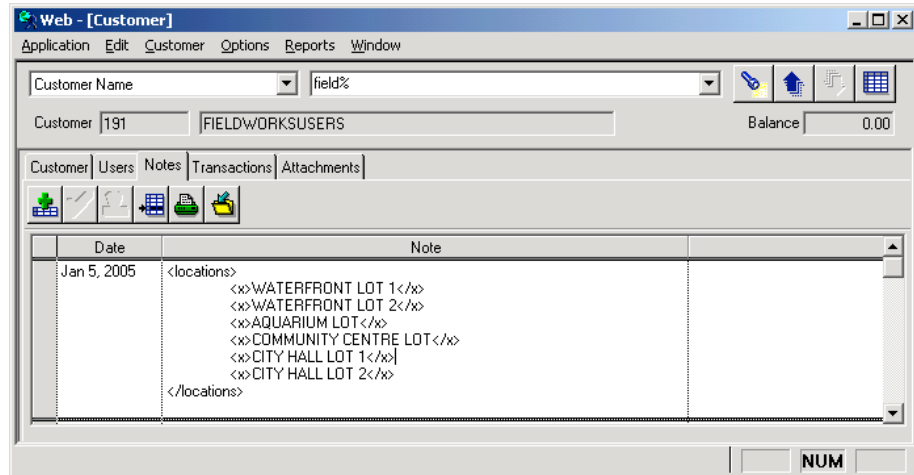 Web - [Customer]
Application Edit Customer Options Reports Window
Customer Name field%
Customer 191 FIELDWORKSUSERS Balance 0.00
Customer Users Notes Transactions Attachments
Date Note
Jan 5, 2005 <locations>
<x>WATERFRONT LOT 1</x>
<x>WATERFRONT LOT 2</x>
<x>AQUARIUM LOT</x>
<x>COMMUNITY CENTRE LOT</x>
<x>CITY HALL LOT 1</x>
<x>CITY HALL LOT 2</x>
</locations>
NUM